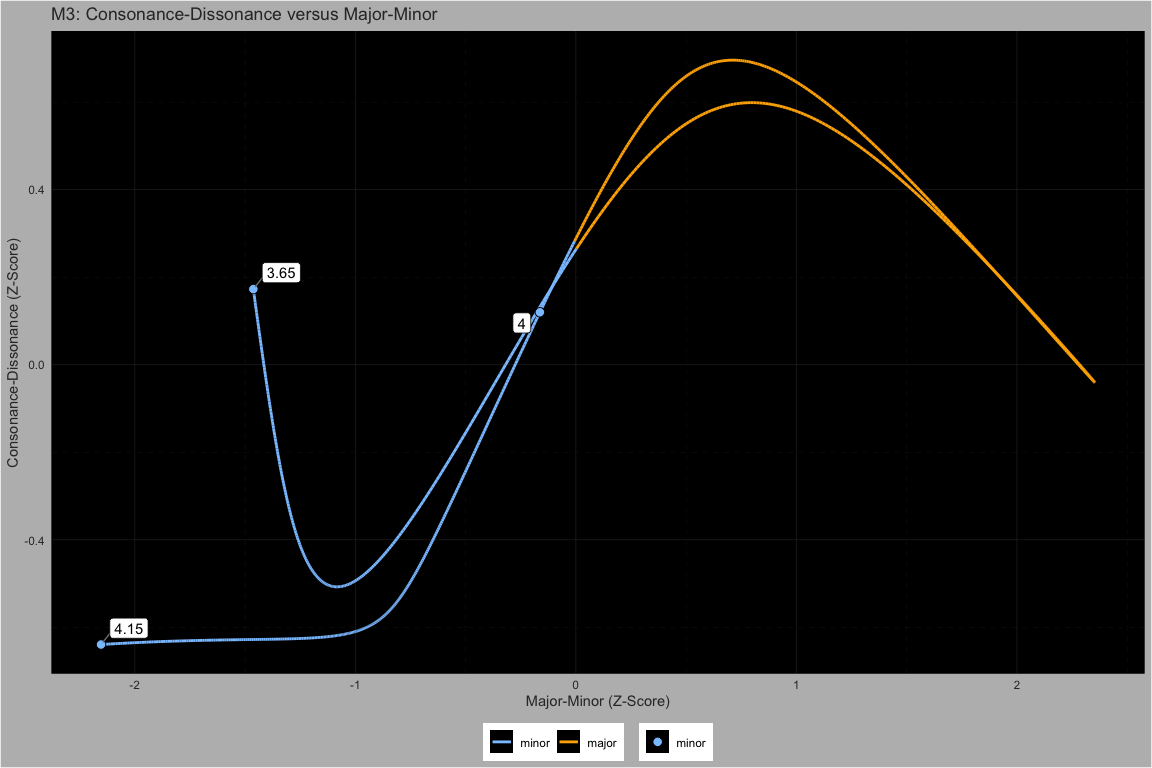 M3: Consonance-Dissonance versus Major-Minor
Consonance-Dissonance (Z-Score)
0.4
0.0
-0.4
3.65
4
4.15
-2
-1
0
1
2
Major-Minor (Z-Score)
minor
major
minor